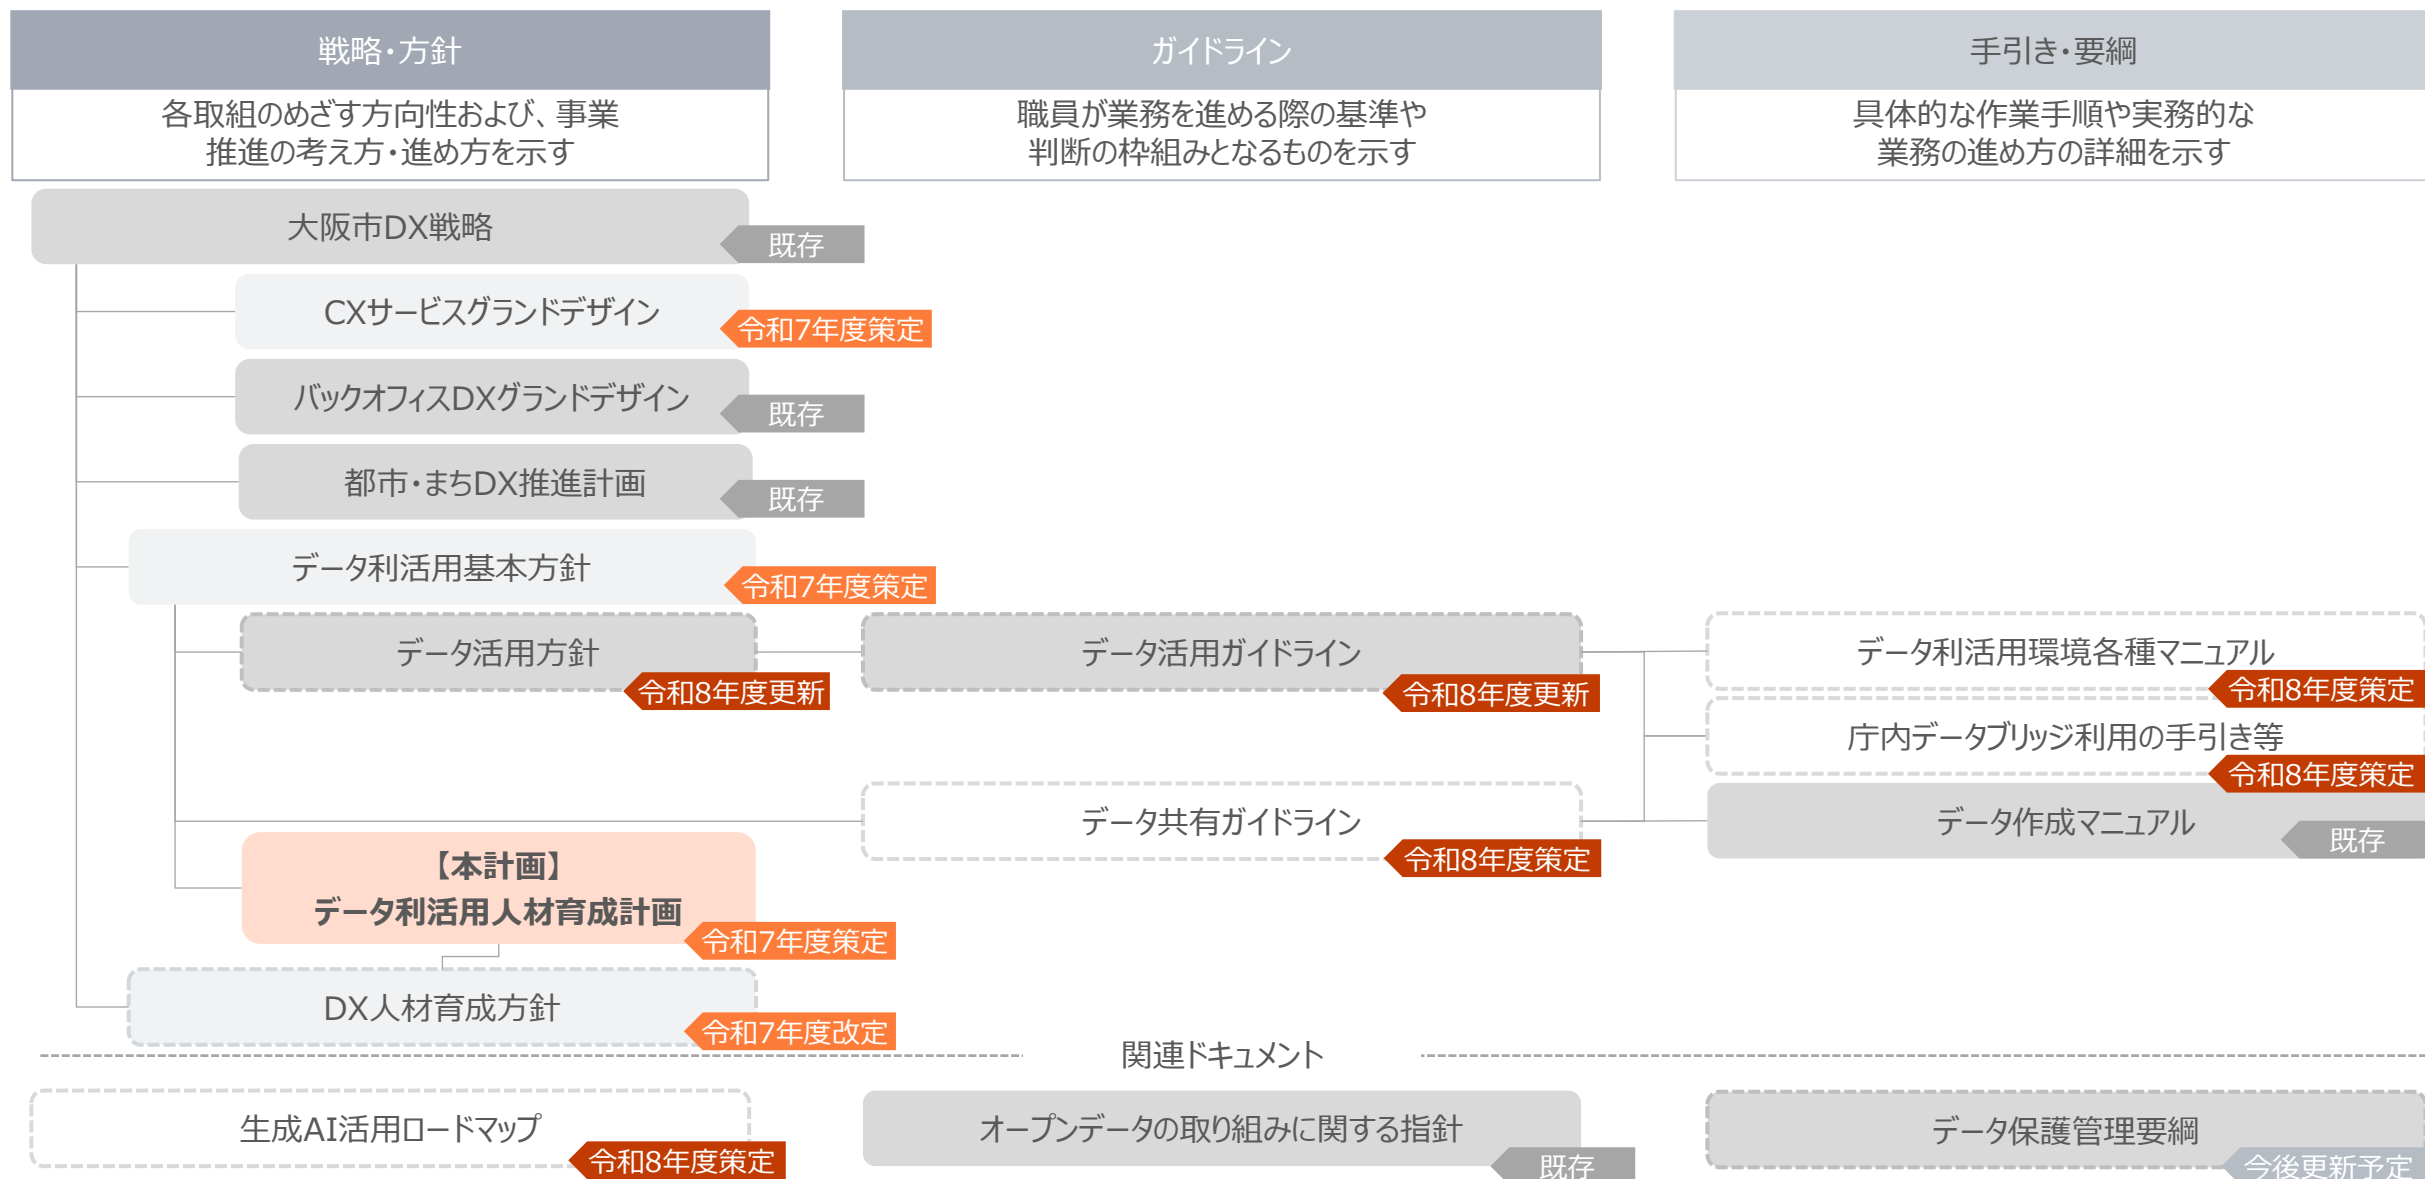 戦略・方針
各取組のめざす方向性および、事業
推進の考え方・進め方を示す
ガイドライン
職員が業務を進める際の基準や
判断の枠組みとなるものを示す
手引き・要綱
具体的な作業手順や実務的な
業務の進め方の詳細を示す
大阪市DX戦略
既存
CXサービスグランドデザイン
令和7年度策定
バックオフィスDXグランドデザイン
既存
都市・まちDX推進計画
既存
データ利活用基本方針
令和7年度策定
データ活用方針
令和8年度更新
データ活用ガイドライン
令和8年度更新
データ利活用環境各種マニュアル
令和8年度策定
庁内データブリッジ利用の手引き等
令和8年度策定
データ共有ガイドライン
令和8年度策定
データ作成マニュアル
既存
【本計画】
データ利活用人材育成計画
令和7年度策定
DX人材育成方針
令和7年度改定
関連ドキュメント
生成AI活用ロードマップ
令和8年度策定
オープンデータの取り組みに関する指針
既存
データ保護管理要綱
今後更新予定